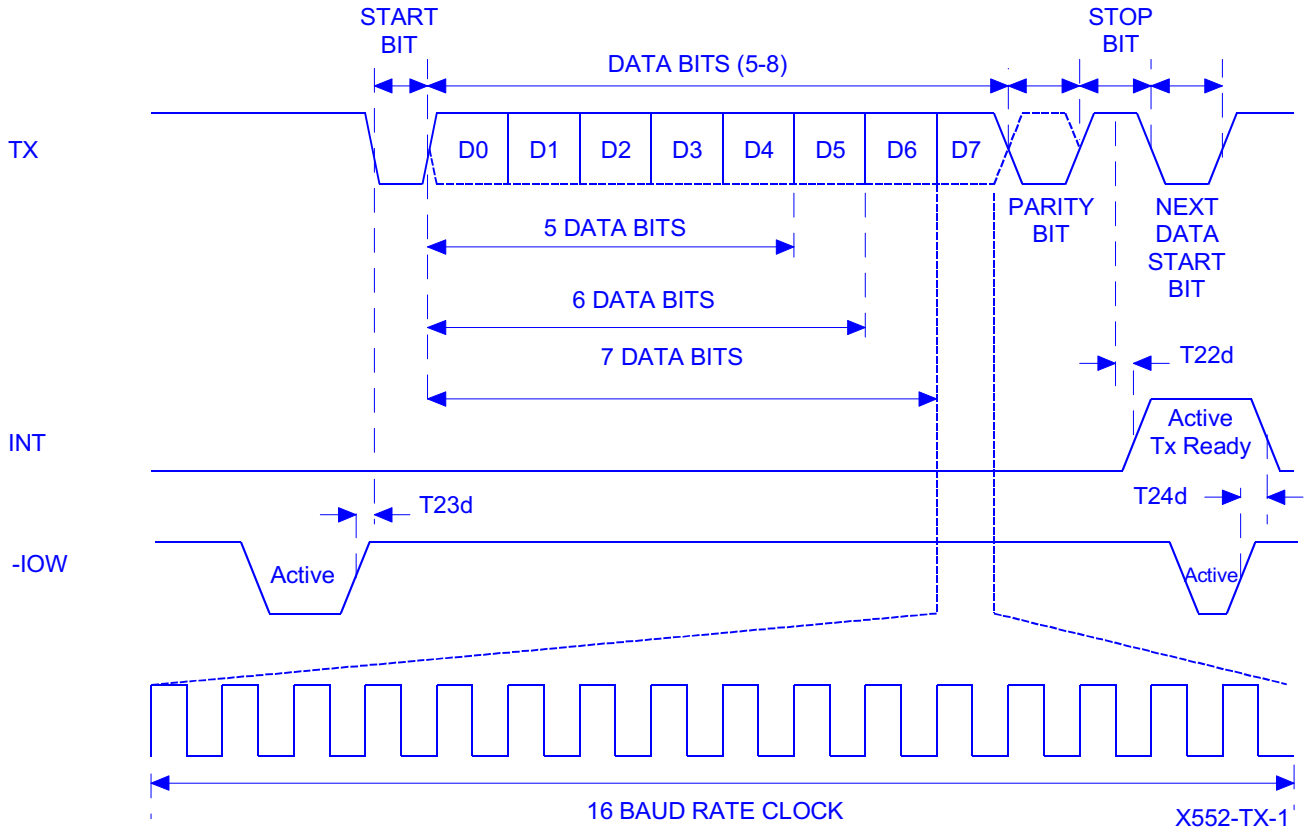 START
BIT
STOP
BIT
DATA BITS (5-8)
TX
D0 D1 D2 D3 D4 D5 D6 D7
PARITY
BIT
NEXT
DATA
START
BIT
5 DATA BITS
6 DATA BITS
7 DATA BITS
T22d
INT
Active
Tx Ready
T23d
T24d
-IOW
Active
Active
16 BAUD RATE CLOCK
X552-TX-1